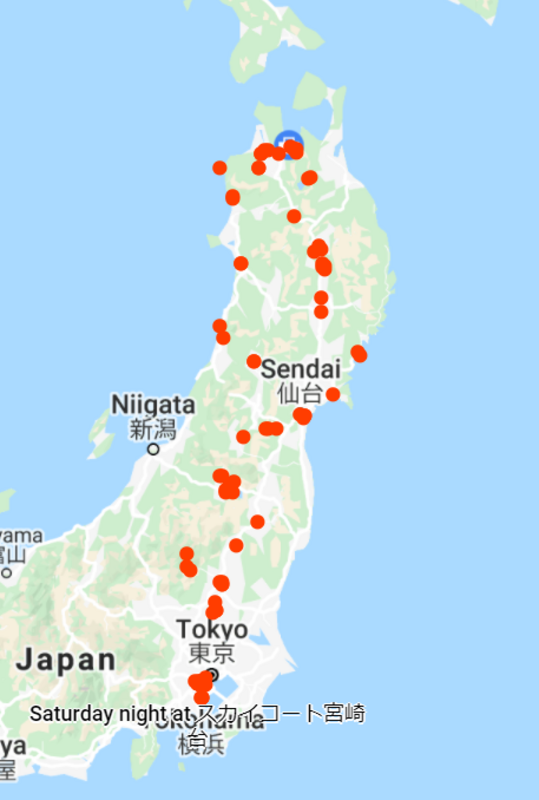 Sendai
仙台
Niigata
新潟
yama
富山
Tokyo
東京
Japan
Saturday night at スカイコート宮崎
台
Yokohama
横浜
ya
屋